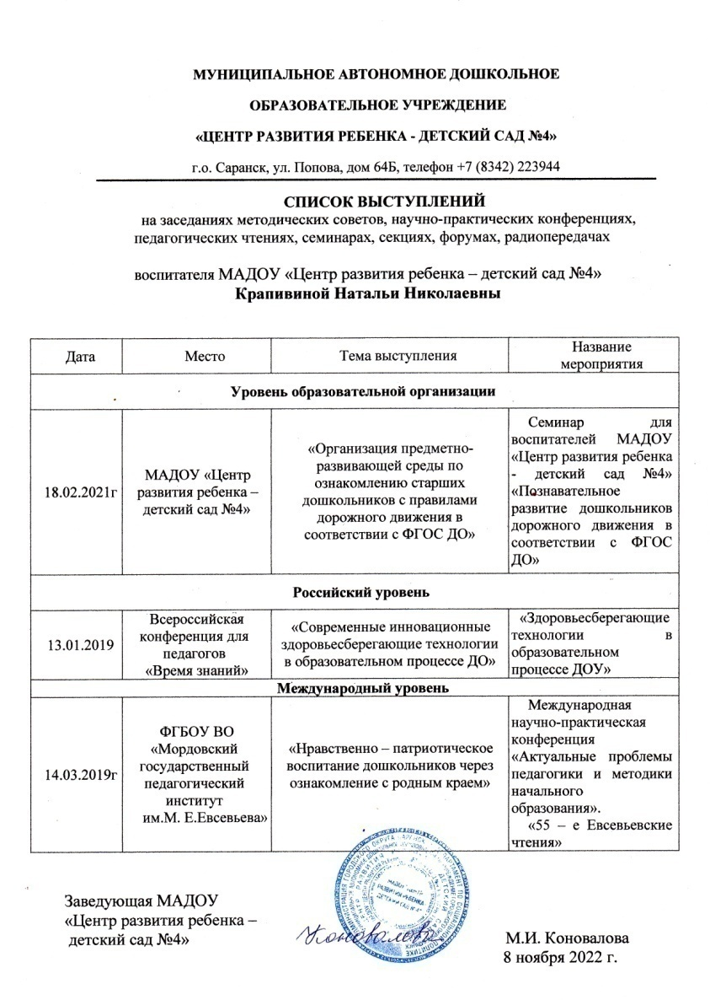 МУНИЦИПАЛЬНОЕ АВТОНОМНОЕ ДОШКОЛЬНОЕ
ОБРАЗОВАТЕЛЬНОЕ УЧРЕЖДЕНИЕ
«ЦЕНТР РАЗВИТИЯ РЕБЕНКА - ДЕТСКИЙ САД №4»
г.о. Саранск, ул. Попова, дом 64Б, телефон +7 (8342) 223944
СПИСОК ВЫСТУПЛЕНИЙ
на заседаниях методических советов, научно-практических конференциях,
педагогических чтениях, семинарах, секциях, форумах, радиопередачах
воспитателя МАДОУ «Центр развития ребенка – детский сад №4»
Крапивиной Натальи Николаевны
Дата
Место
Тема выступления
Название
мероприятия
Уровень образовательной организации
18.02.2021г
МАДОУ «Центр
развития ребенка –
детский сад №4»
«Организация предметно-
развивающей среды по
ознакомлению старших
дошкольников с правилами
дорожного движения в
соответствии с ФГОС ДО»
Семинар для
воспитателей МАДОУ
«Центр развития ребенка
- детский сад №4»
«Познавательное
развитие дошкольников
дорожного движения в
соответствии с ФГОС
ДО»
Российский уровень
13.01.2019
Всероссийская
конференция для
педагогов
«Время знаний»
«Современные инновационные
здоровьесберегающие технологии
в образовательном процессе ДО»
«Здоровьесберегающие
технологии в
образовательном
процессе ДОУ»
Международный уровень
14.03.2019г
ФГБОУ ВО
«Мордовский
государственный
педагогический
институт
им.М. Е.Евсевьева»
«Нравственно – патриотическое
воспитание дошкольников через
ознакомление с родным краем»
Международная
научно-практическая
конференция
«Актуальные проблемы
педагогики и методики
начального
образования».
«55 – е Евсевьевские
чтения»
Заведующая МАДОУ
«Центр развития ребенка –
детский сад №4»
Коновалова
М.И. Коновалова
8 ноября 2022 г.